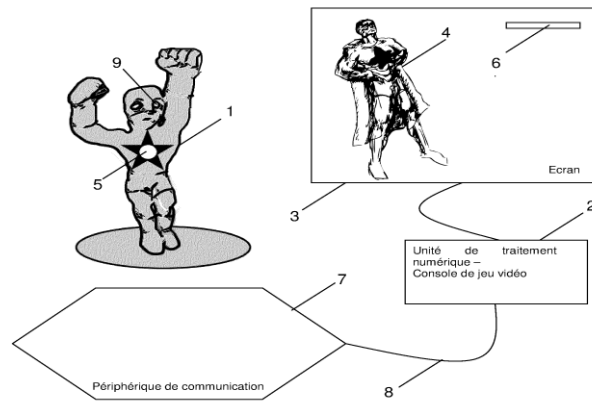 9
4
6
1
5
Ecran
3
2
Unité de traitement
numérique –
Console de jeu vidéo
7
Périphérique de communication
8